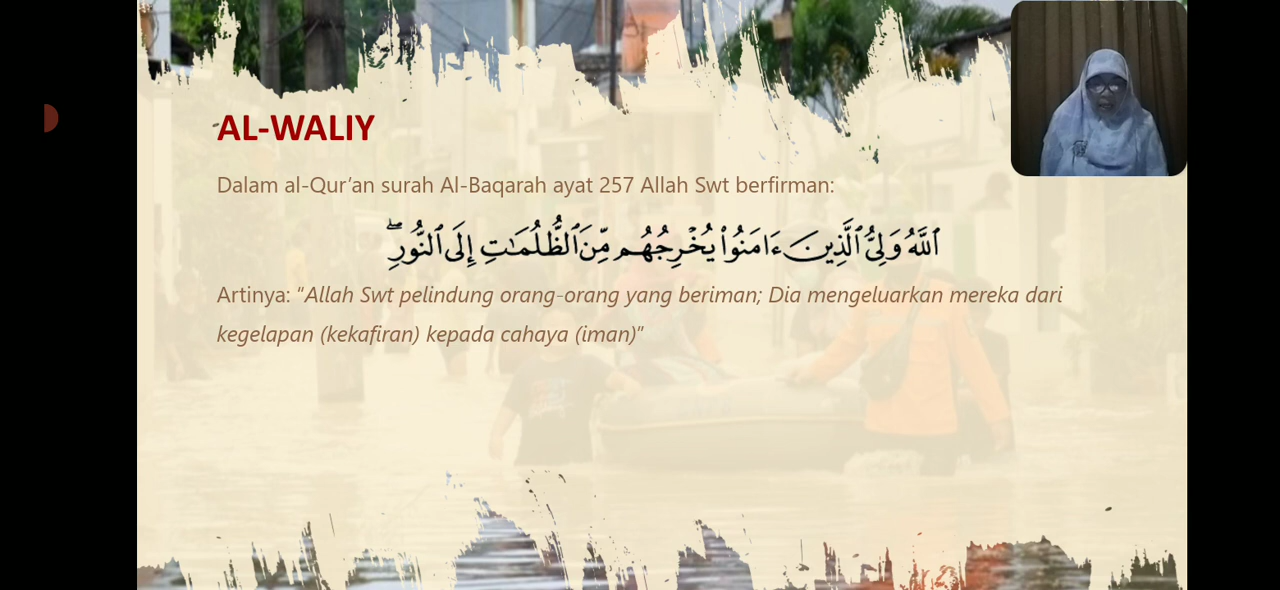 AL-WALIY
Dalam al-Qur’an surah Al-Baqarah ayat 257 Allah Swt berfirman:
ٱللَّهُ وَلِىُّ ٱلَّذِينَ ءَامَنُوا۟ يُخْرِجُهُم مِّنَ ٱلظُّلُمَـٰتِ إِلَى ٱلنُّورِ ۖ
Artinya: “Allah Swt pelindung orang-orang yang beriman; Dia mengeluarkan mereka dari
kegelapan (kekafiran) kepada cahaya (iman)”